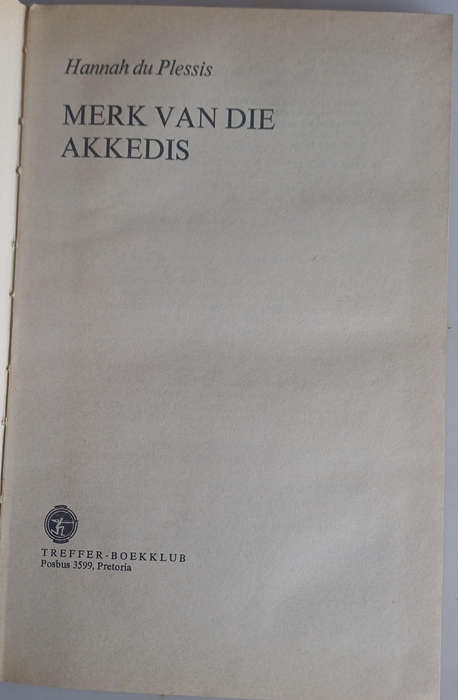 Hannah du Plessis
MERK VAN DIE
AKKEDIS
TREFFER-BOEKKLUB
Posbus 3599, Pretoria